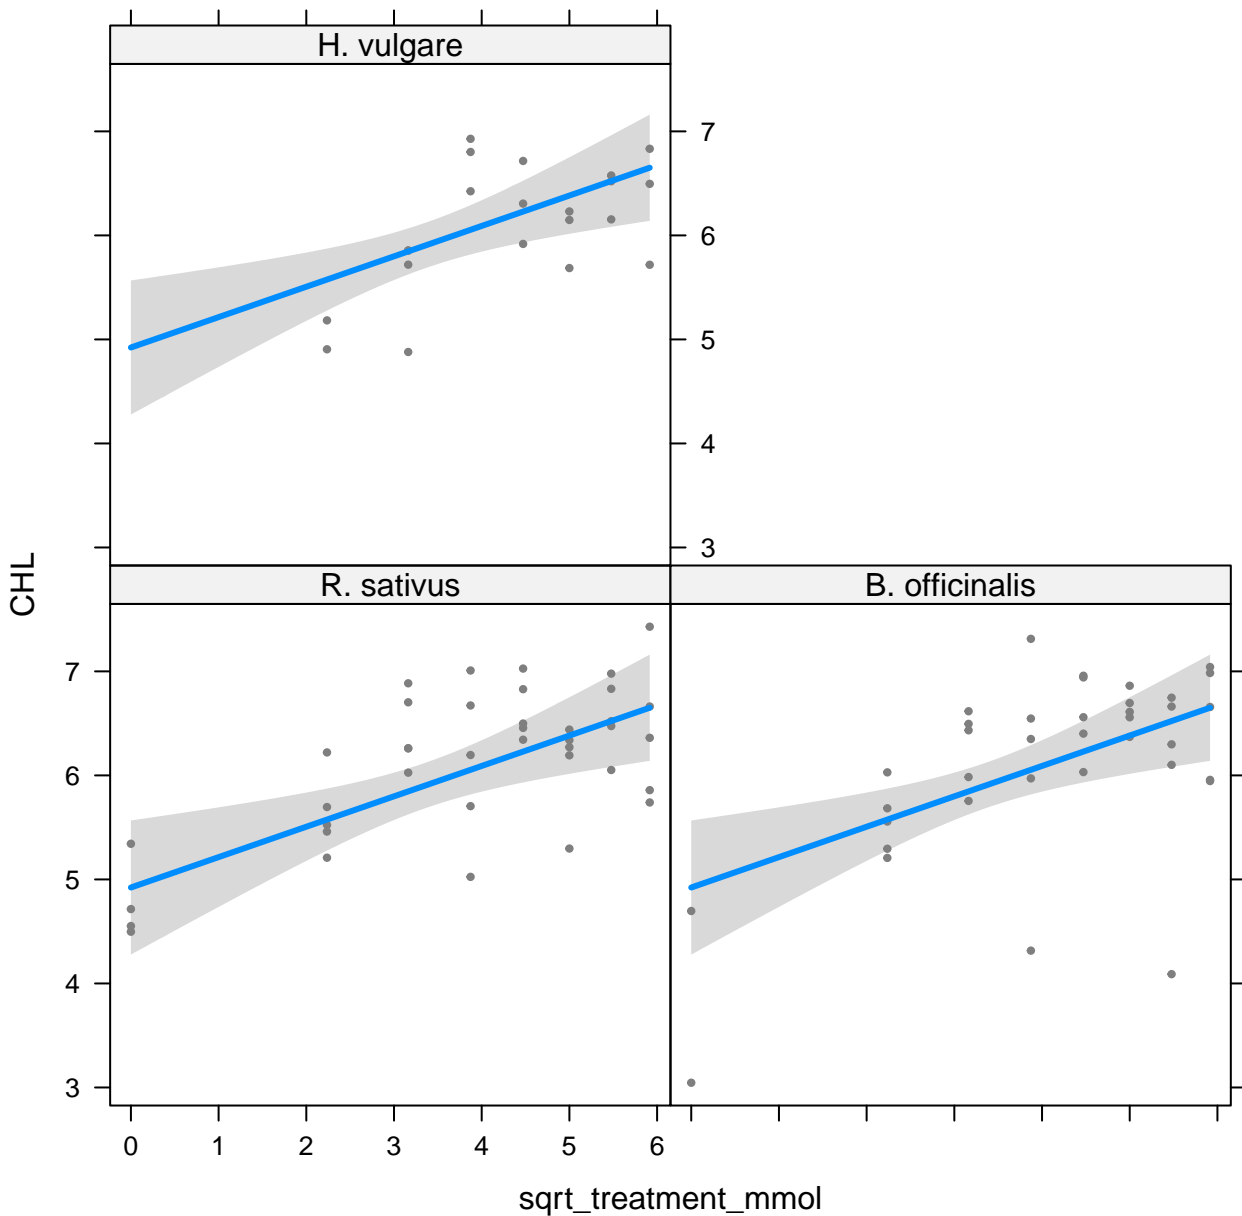 H. vulgare
7
6
5
4
3
CHL
R. sativus
B. officinalis
7
6
5
4
3
0 1 2 3 4 5 6
sqrt_treatment_mmol